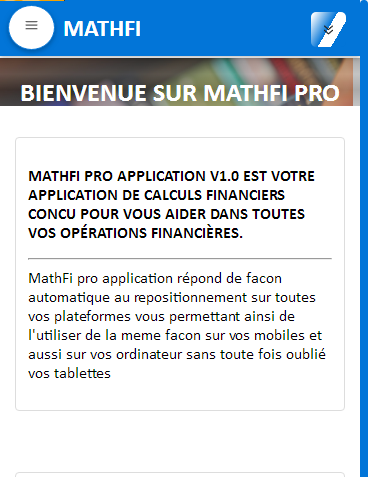 MATHFI
BIENVENUE SUR MATHFI PRO
MATHFI PRO APPLICATION V1.0 EST VOTRE
APPLICATION DE CALCULS FINANCIERS
CONCU POUR VOUS AIDER DANS TOUTES
VOS OPÉRATIONS FINANCIÈRES.
MathFi pro application répond de facon
automatique au repositionnement sur toutes
vos plateformes vous permettant ainsi de
l'utiliser de la meme facon sur vos mobiles et
aussi sur vos ordinateur sans toute fois oublié
vos tablettes